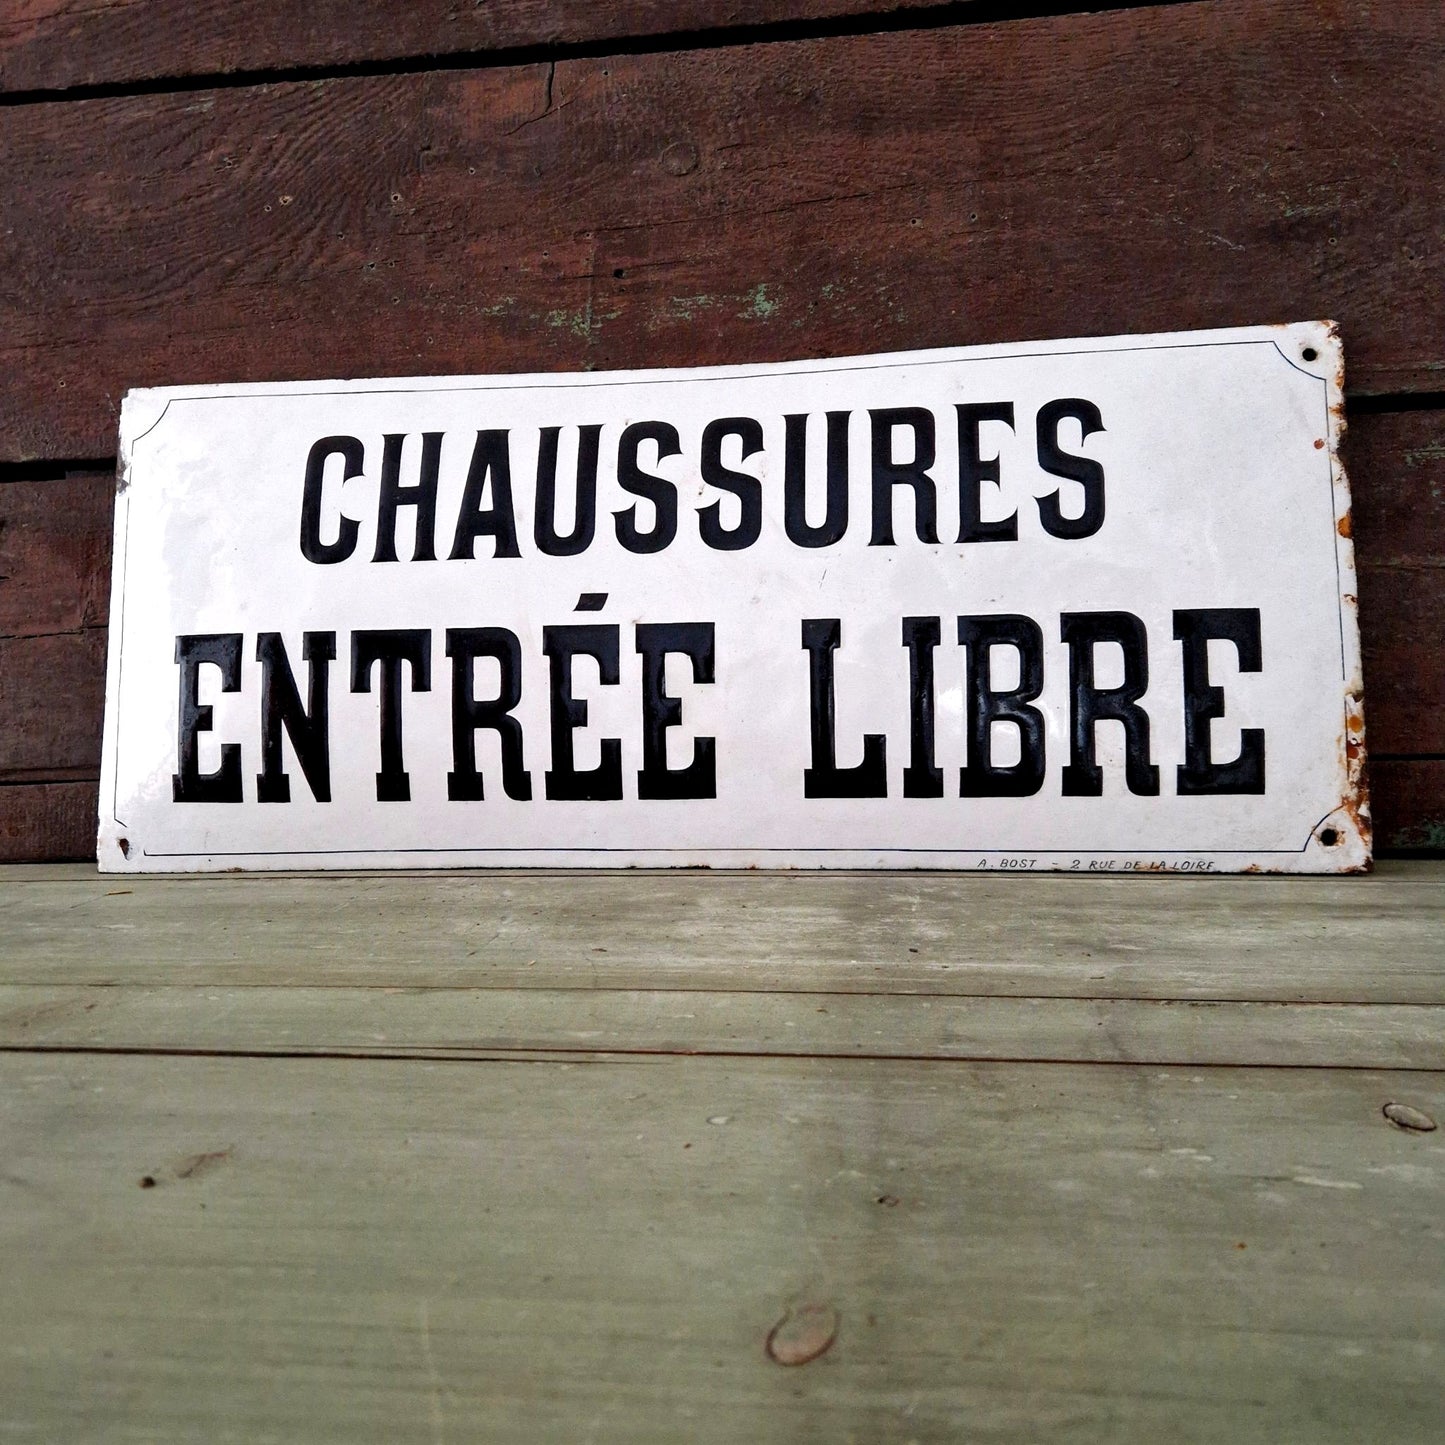 CHAUSSURES
ENTRÉE LIBRE
A. BOST - 2 RUE DE LA LOIRE